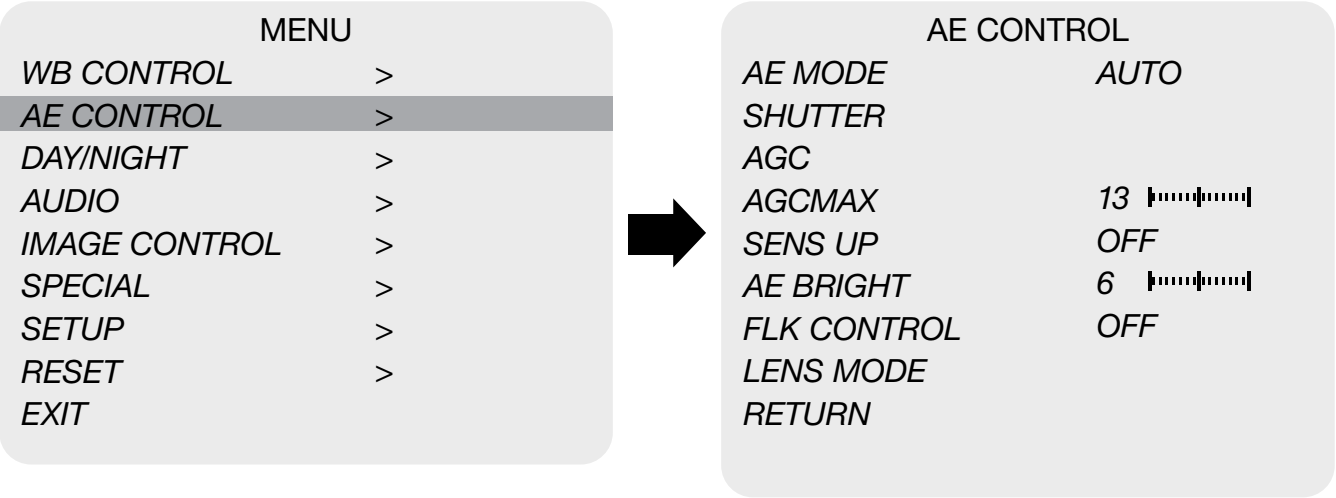 MENU
WB CONTROL >
AE CONTROL >
DAY/NIGHT >
AUDIO >
IMAGE CONTROL >
SPECIAL >
SETUP >
RESET >
EXIT
AE CONTROL
AE MODE AUTO
SHUTTER
AGC
AGCMAX 13
SENS UP OFF
AE BRIGHT 6
FLK CONTROL OFF
LENS MODE
RETURN